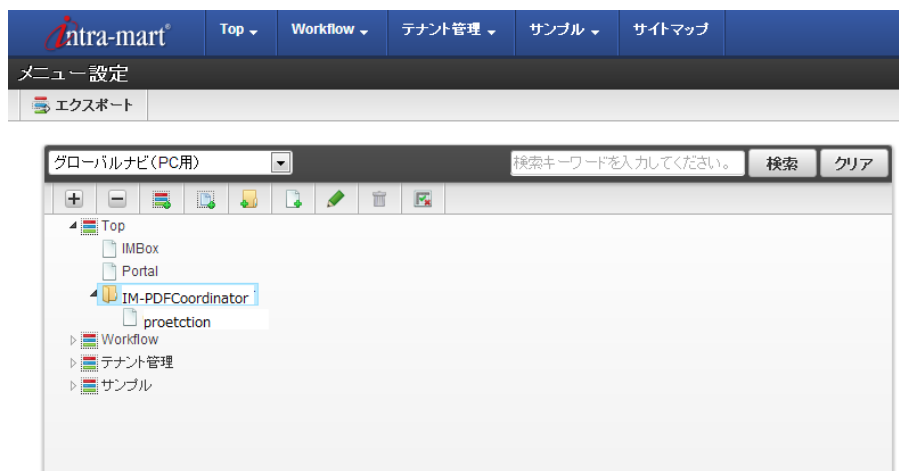 intra-mart® Top Workflow テナント管理 サンプル サイトマップ
メニュー設定
エクスポート
グローバルナビ(PC用) 検索キーワードを入力してください。 検索 クリア
Top
IMBox
Portal
IM-PDFCoordinator
proetction
Workflow
テナント管理
サンプル